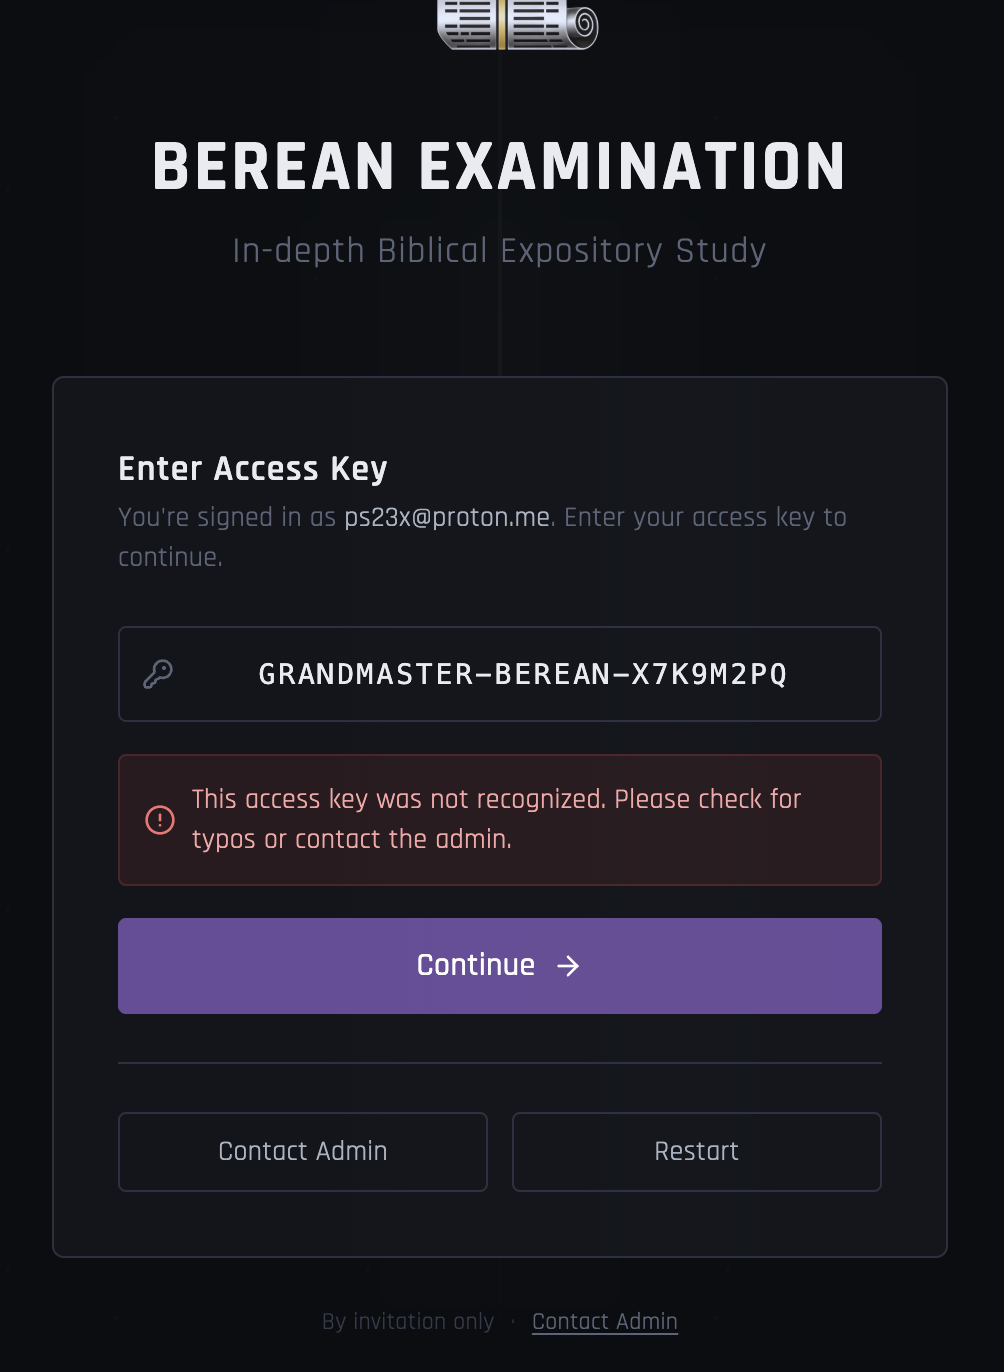 BEREAN EXAMINATION
In-depth Biblical Expository Study
Enter Access Key
You're signed in as ps23x@proton.me. Enter your access key to
continue.
GRANDMASTER–BEREAN–X7K9M2PQ
This access key was not recognized. Please check for
typos or contact the admin.
Continue →
Contact Admin
Restart
By invitation only · Contact Admin